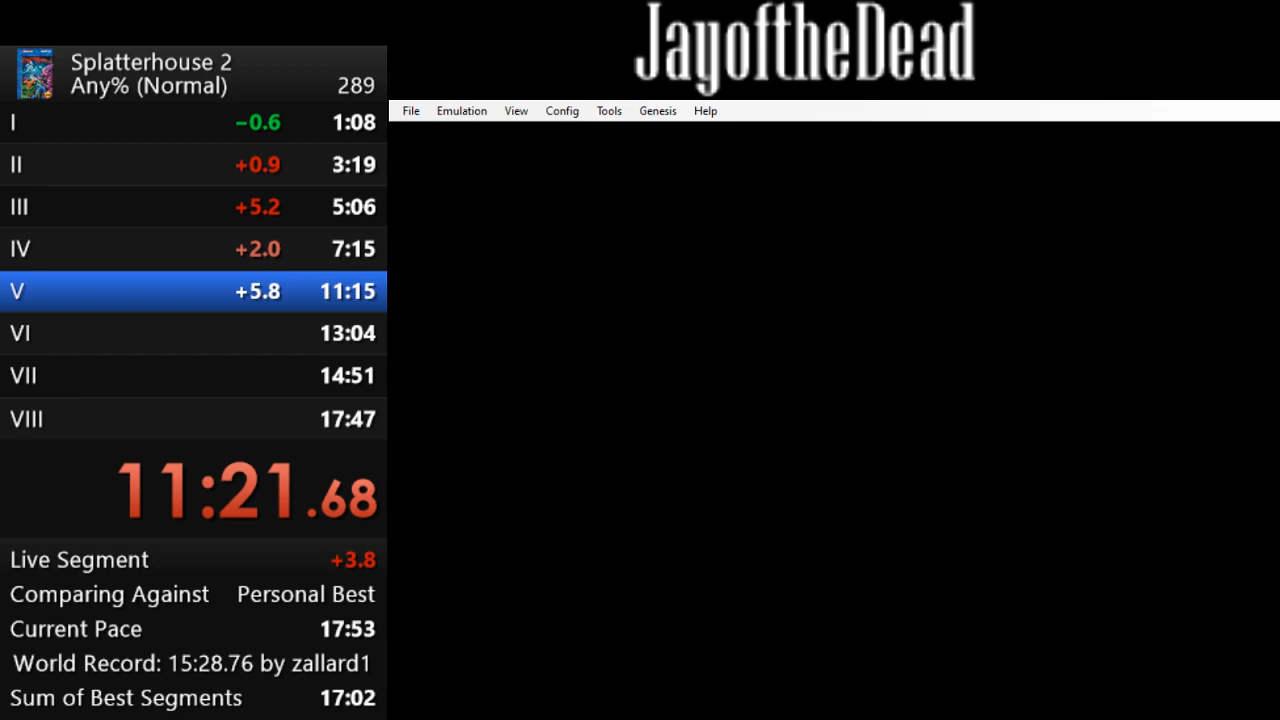 JayoftheDead
Splatterhouse 2
Any% (Normal) 289
File Emulation View Config Tools Genesis Help
I −0.6 1:08
II +0.9 3:19
III +5.2 5:06
IV +2.0 7:15
V +5.8 11:15
VI 13:04
VII 14:51
VIII 17:47
11:21.68
Live Segment +3.8
Comparing Against Personal Best
Current Pace 17:53
World Record: 15:28.76 by zallard1
Sum of Best Segments 17:02